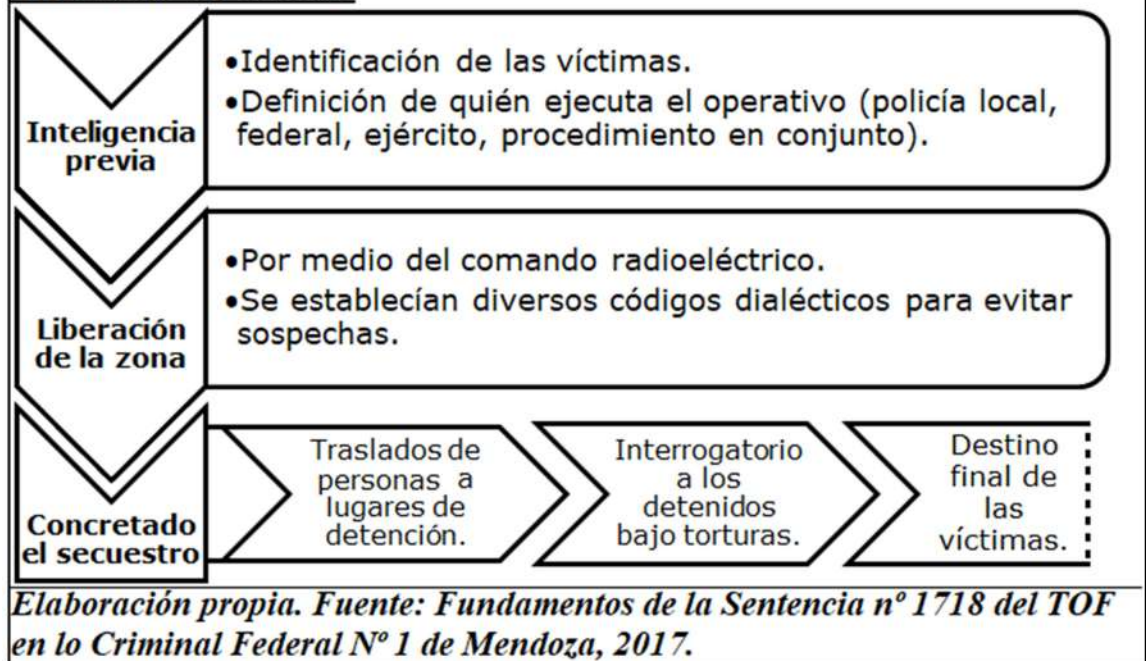 Inteligencia
previa
•Identificación de las víctimas.
•Definición de quién ejecuta el operativo (policía local,
federal, ejército, procedimiento en conjunto).
Liberación
de la zona
•Por medio del comando radioeléctrico.
•Se establecían diversos códigos dialécticos para evitar
sospechas.
Concretado
el secuestro
Traslados de
personas a
lugares de
detención.
Interrogatorio
a los
detenidos
bajo torturas.
Destino
final de
las
víctimas.
Elaboración propia. Fuente: Fundamentos de la Sentencia nº 1718 del TOF
en lo Criminal Federal Nº 1 de Mendoza, 2017.